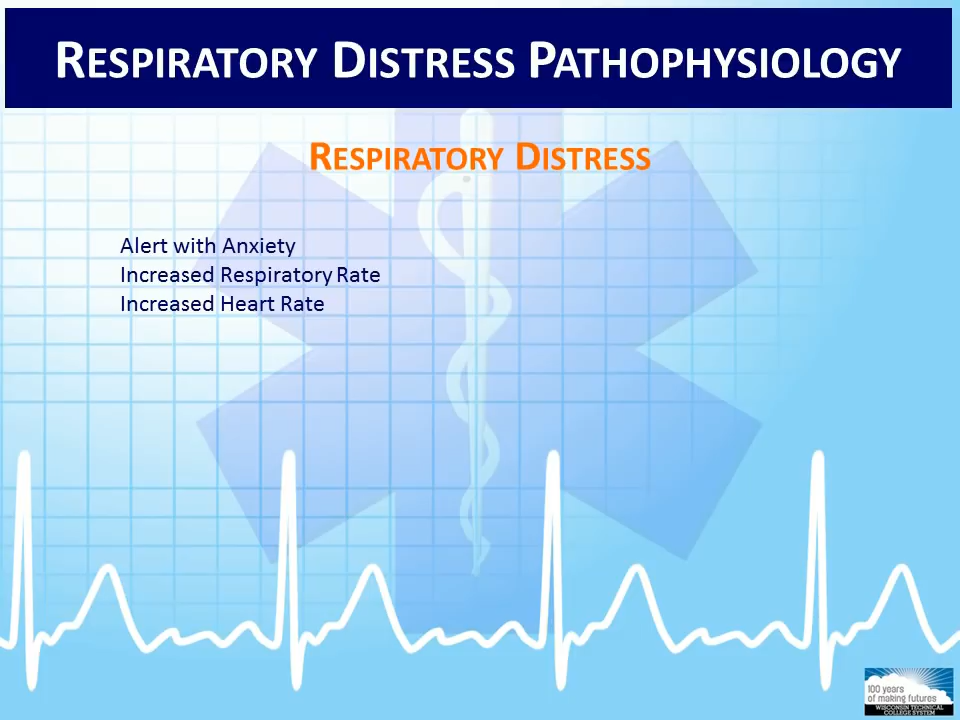 RESPIRATORY DISTRESS PATHOPHYSIOLOGY
RESPIRATORY DISTRESS
Alert with Anxiety
Increased Respiratory Rate
Increased Heart Rate
100 years
of making futures
WISCONSIN TECHNICAL
COLLEGE SYSTEM